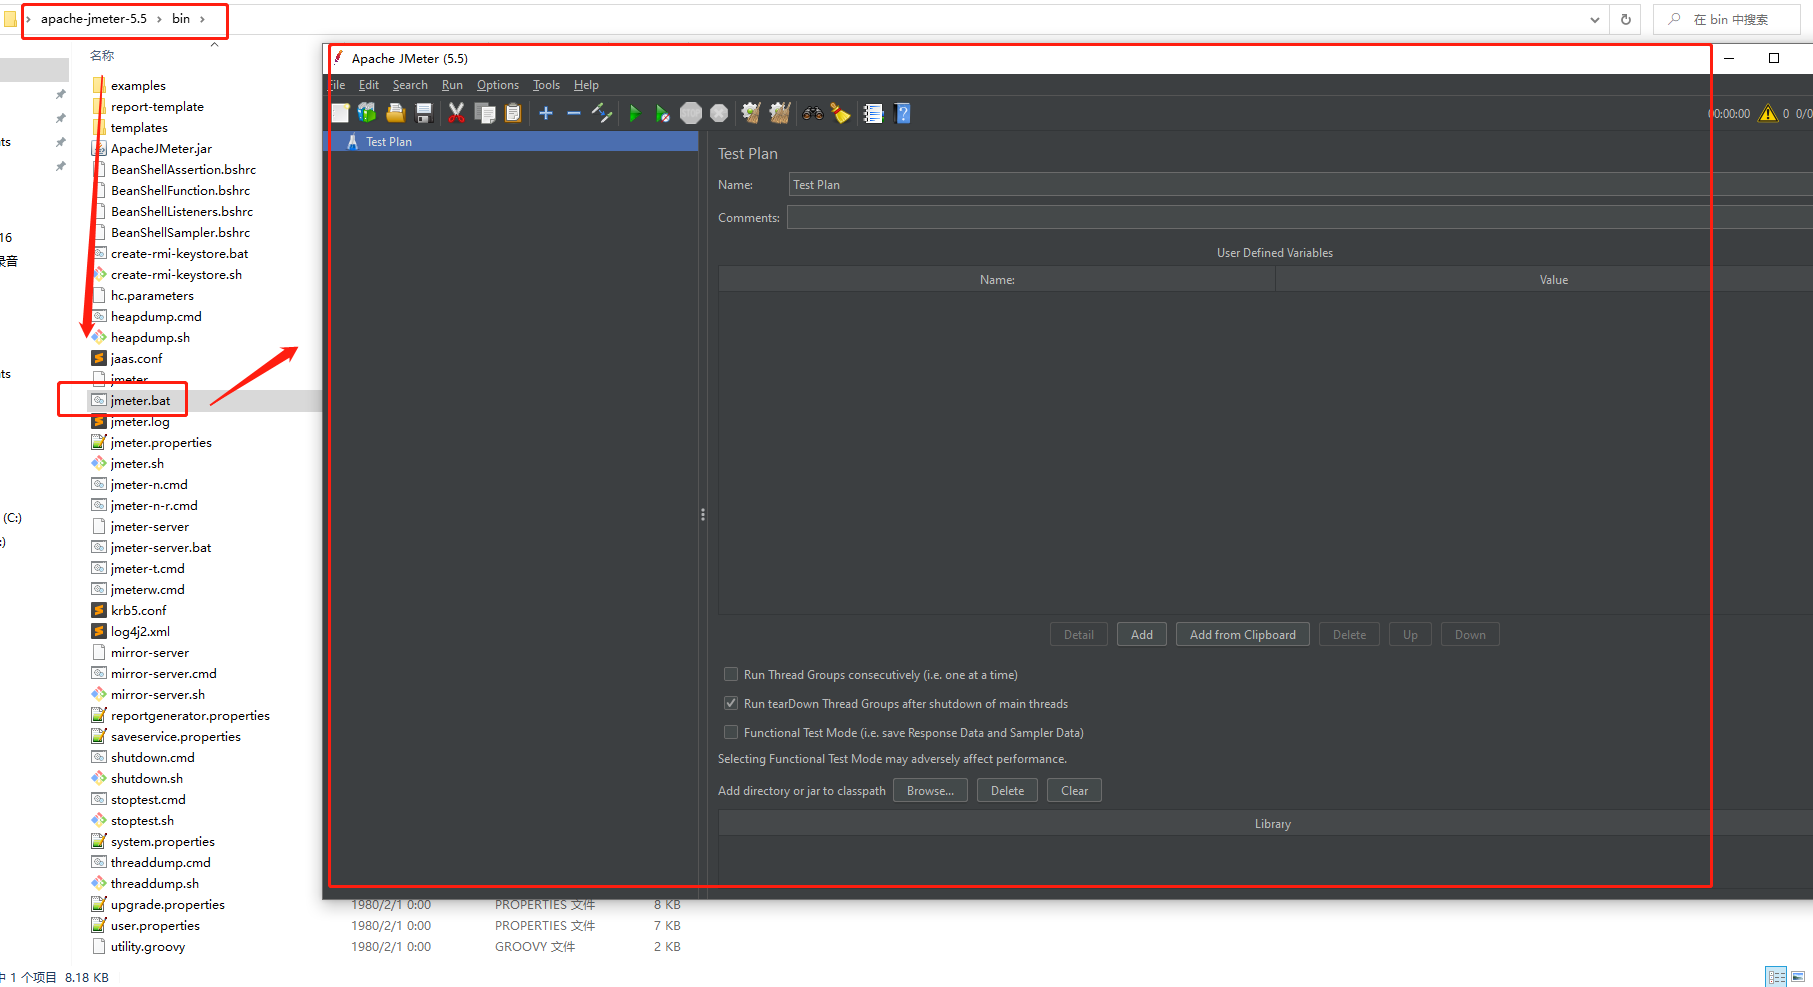 apache-jmeter-5.5 › bin ›
在 bin 中搜索
名称
examples
report-template
templates
ApacheJMeter.jar
BeanShellAssertion.bshrc
BeanShellFunction.bshrc
BeanShellListeners.bshrc
BeanShellSampler.bshrc
create-rmi-keystore.bat
create-rmi-keystore.sh
hc.parameters
heapdump.cmd
heapdump.sh
jaas.conf
jmeter
jmeter.bat
jmeter.log
jmeter.properties
jmeter.sh
jmeter-n.cmd
jmeter-n-r.cmd
jmeter-server
jmeter-server.bat
jmeter-t.cmd
jmeterw.cmd
krb5.conf
log4j2.xml
mirror-server
mirror-server.cmd
mirror-server.sh
reportgenerator.properties
saveservice.properties
shutdown.cmd
shutdown.sh
stoptest.cmd
stoptest.sh
system.properties
threaddump.cmd
threaddump.sh
upgrade.properties
user.properties
utility.groovy
ts
16
录音
ts
(C:)
:)
Apache JMeter (5.5)
ile Edit Search Run Options Tools Help
STOP
00:00:00 0 0/0
Test Plan
Test Plan
Name: Test Plan
Comments:
User Defined Variables
Name: Value
Detail Add Add from Clipboard Delete Up Down
Run Thread Groups consecutively (i.e. one at a time)
Run tearDown Thread Groups after shutdown of main threads
Functional Test Mode (i.e. save Response Data and Sampler Data)
Selecting Functional Test Mode may adversely affect performance.
Add directory or jar to classpath Browse... Delete Clear
Library
1980/2/1 0:00 PROPERTIES 文件 8 KB
1980/2/1 0:00 PROPERTIES 文件 7 KB
1980/2/1 0:00 GROOVY 文件 2 KB
中 1 个项目 8.18 KB